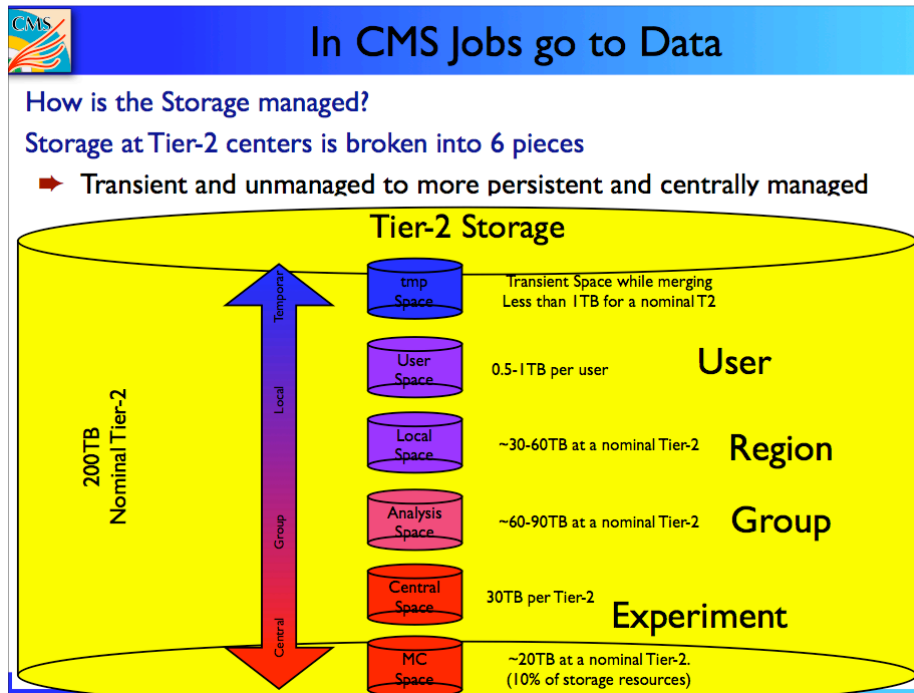 CMS
In CMS Jobs go to Data
How is the Storage managed?
Storage at Tier-2 centers is broken into 6 pieces
Transient and unmanaged to more persistent and centrally managed
Tier-2 Storage
200TB
Nominal Tier-2
Temporar
Local
Group
Central
tmp
Space
Transient Space while merging
Less than 1TB for a nominal T2
User
Space
0.5-1TB per user
User
Local
Space
~30-60TB at a nominal Tier-2
Region
Analysis
Space
~60-90TB at a nominal Tier-2
Group
Central
Space
30TB per Tier-2
Experiment
MC
Space
~20TB at a nominal Tier-2.
(10% of storage resources)